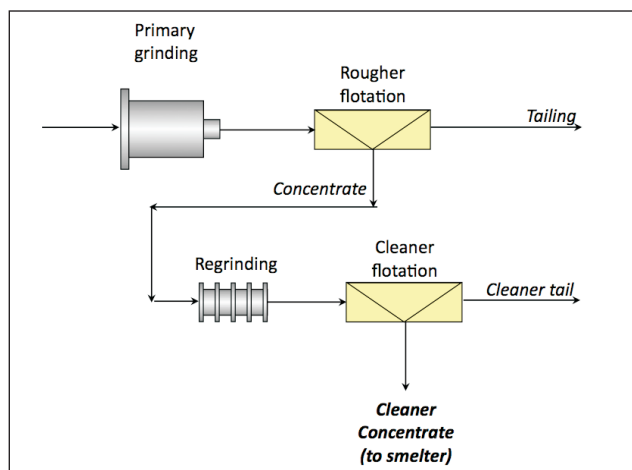 Primary
grinding
Rougher
flotation
Tailing
Concentrate
Regrinding
Cleaner
flotation
Cleaner tail
Cleaner
Concentrate
(to smelter)